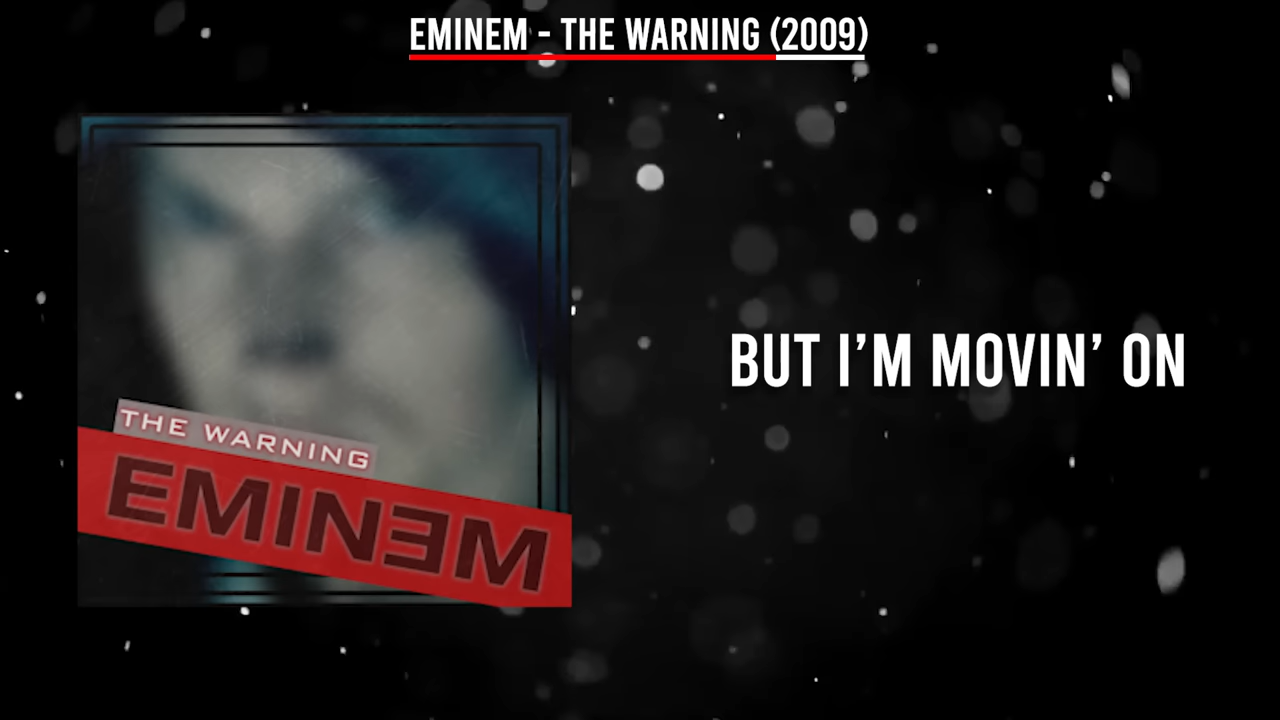 EMINEM - THE WARNING (2009)
BUT I’M MOVIN’ ON
THE WARNING
EMINƎM